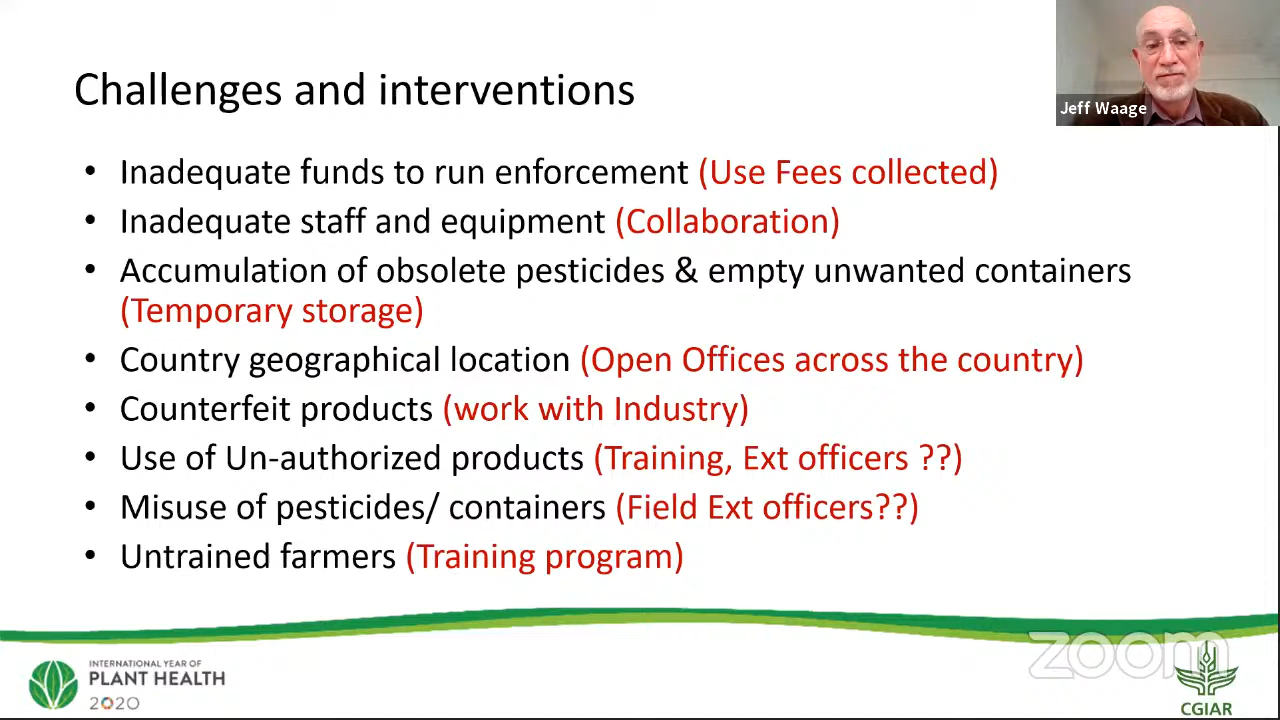 Challenges and interventions
Jeff Waage
• Inadequate funds to run enforcement (Use Fees collected)
• Inadequate staff and equipment (Collaboration)
• Accumulation of obsolete pesticides & empty unwanted containers
(Temporary storage)
• Country geographical location (Open Offices across the country)
• Counterfeit products (work with Industry)
• Use of Un-authorized products (Training, Ext officers ??)
• Misuse of pesticides/ containers (Field Ext officers??)
• Untrained farmers (Training program)
INTERNATIONAL YEAR OF
PLANT HEALTH
2020
zoom
CGIAR